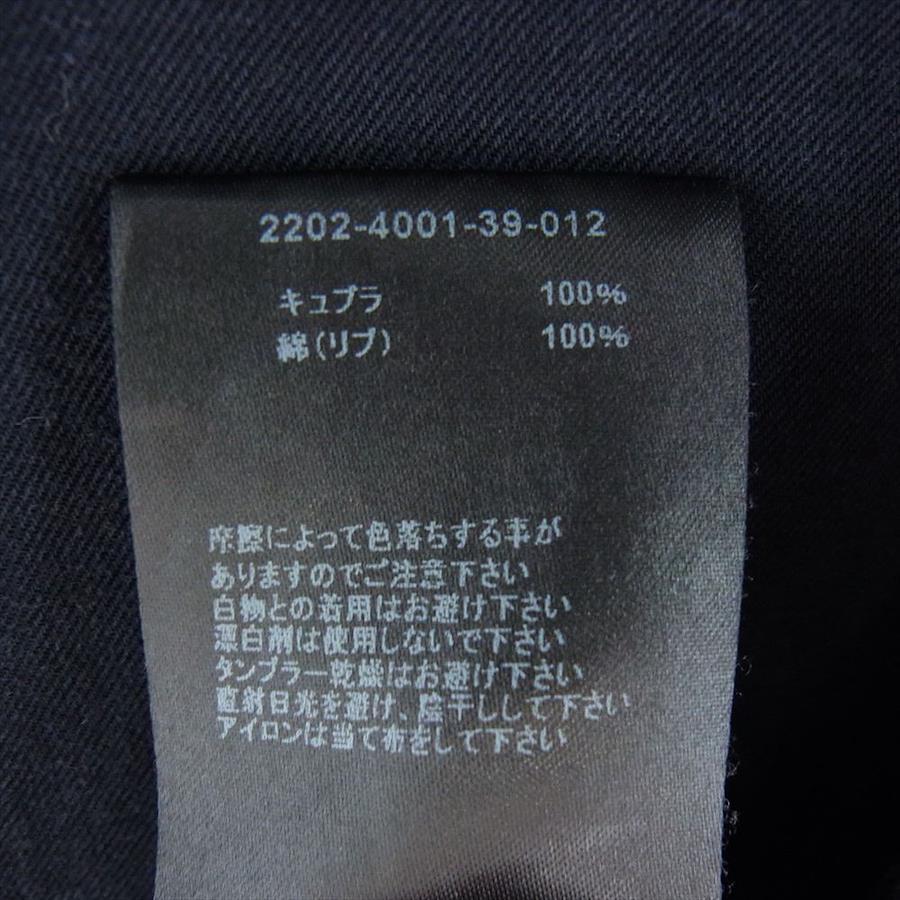 2202-4001-39-012
キュプラ 100%
綿(リブ) 100%
摩擦によって色落ちする事が
ありますのでご注意下さい
白物との着用はお避け下さい
漂白剤は使用しないで下さい
タンブラー乾燥はお避け下さい
直射日光を避け、陰干しして下さい
アイロンは当て布をして下さい